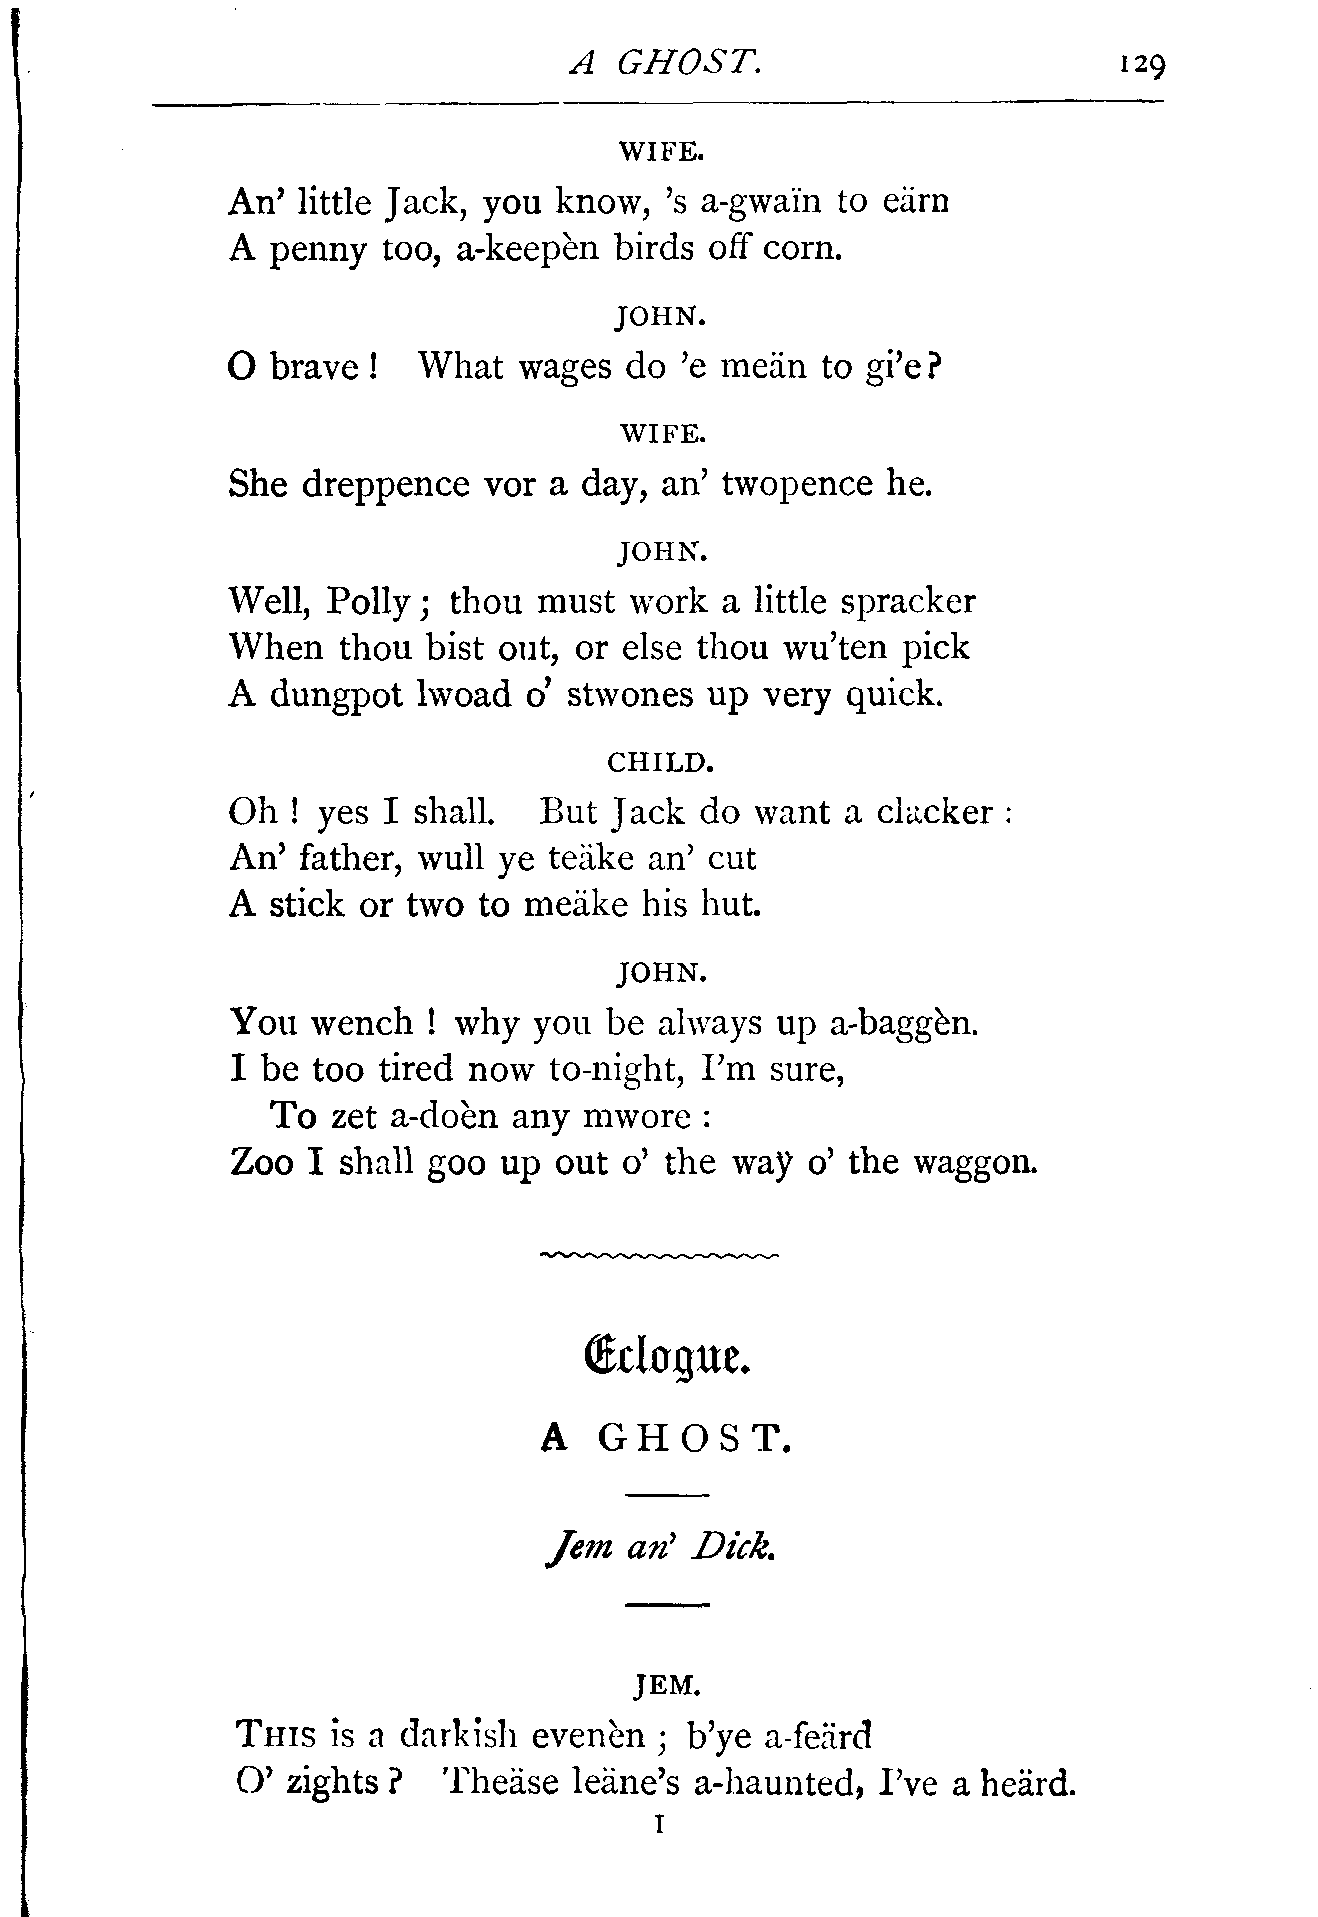 A GHOST. 129
WIFE.
An' little Jack, you know, 's a-gwaïn to eärn
A penny too, a-keepèn birds off corn.
JOHN.
O brave ! What wages do 'e meän to gi'e?
WIFE.
She dreppence vor a day, an' twopence he.
JOHN.
Well, Polly ; thou must work a little spracker
When thou bist out, or else thou wu'ten pick
A dungpot lwoad o' stwones up very quick.
CHILD.
Oh ! yes I shall. But Jack do want a clacker :
An' father, wull ye teäke an' cut
A stick or two to meäke his hut.
JOHN.
You wench ! why you be always up a-baggèn.
I be too tired now to-night, I'm sure,
To zet a-doèn any mwore :
Zoo I shall goo up out o' the way o' the waggon.
Eclogue.
A GHOST.
Jem an' Dick.
JEM.
THIS is a darkish evenèn ; b'ye a-feärd
O' zights ? Theäse leäne's a-haunted, I've a heärd.
I